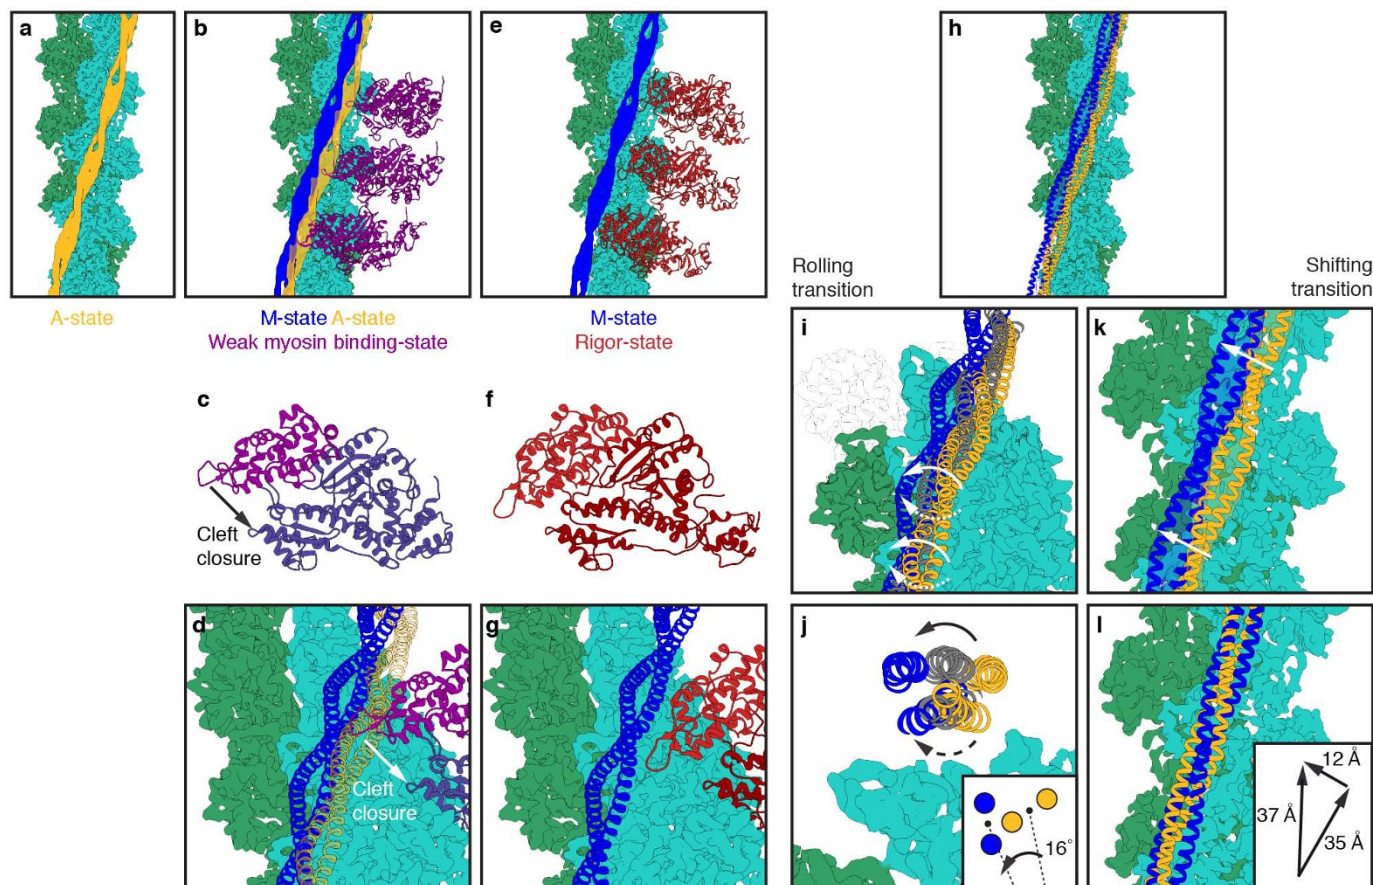 a
b
e
h
A-state
M-state A-state
Weak myosin binding-state
M-state
Rigor-state
Rolling
transition
Shifting
transition
c
Cleft
closure
f
i
k
d
Cleft
closure
g
j
16°
l
12 Å
37 Å
35 Å